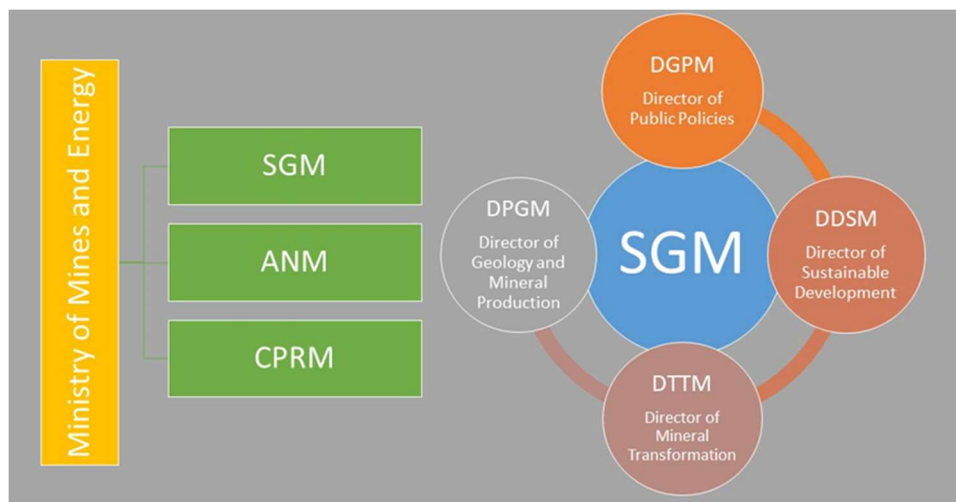 Ministry of Mines and Energy
SGM
ANM
CPRM
DGPM
Director of
Public Policies
DPGM
Director of
Geology and
Mineral
Production
SGM
DDSM
Director of
Sustainable
Development
DTTM
Director of
Mineral
Transformation